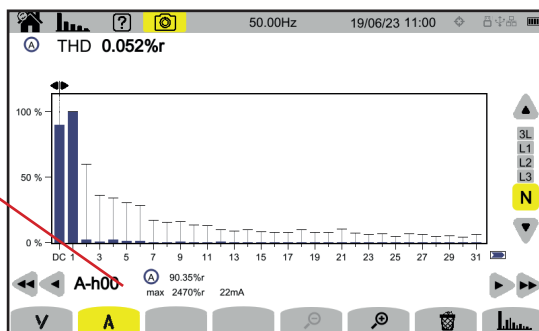 ? 50.00Hz 19/06/23 11:00
A THD 0.052%r
100 %
50 %
0 %
DC 1 3 5 7 9 11 13 15 17 19 21 23 25 27 29 31
3L
L1
L2
L3
N
A-h00 A 90.35%r
max 2470%r 22mA
V A